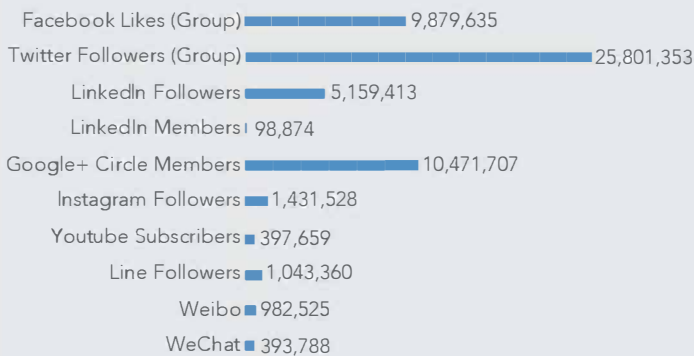 Facebook Likes (Group) 9,879,635
Twitter Followers (Group) 25,801,353
LinkedIn Followers 5,159,413
LinkedIn Members 98,874
Google+ Circle Members 10,471,707
Instagram Followers 1,431,528
Youtube Subscribers 397,659
Line Followers 1,043,360
Weibo 982,525
WeChat 393,788